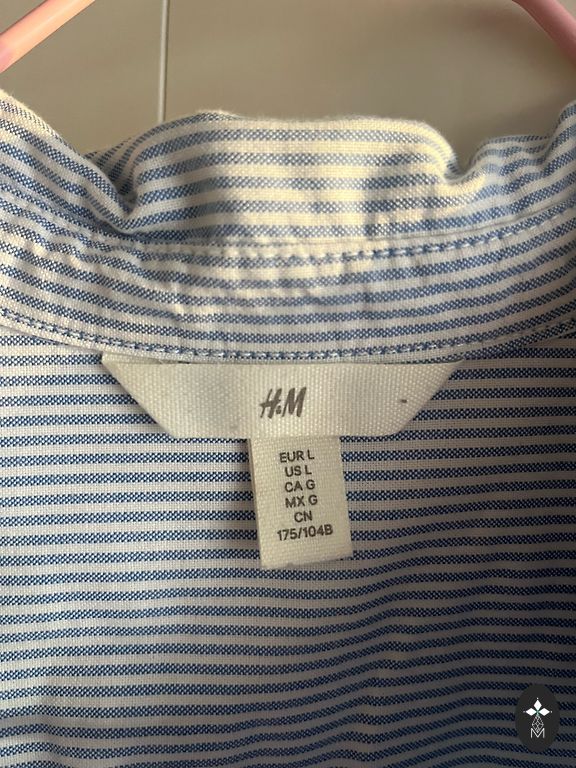 H&M
EUR L
US L
CA G
MX G
CN
175/104B
M